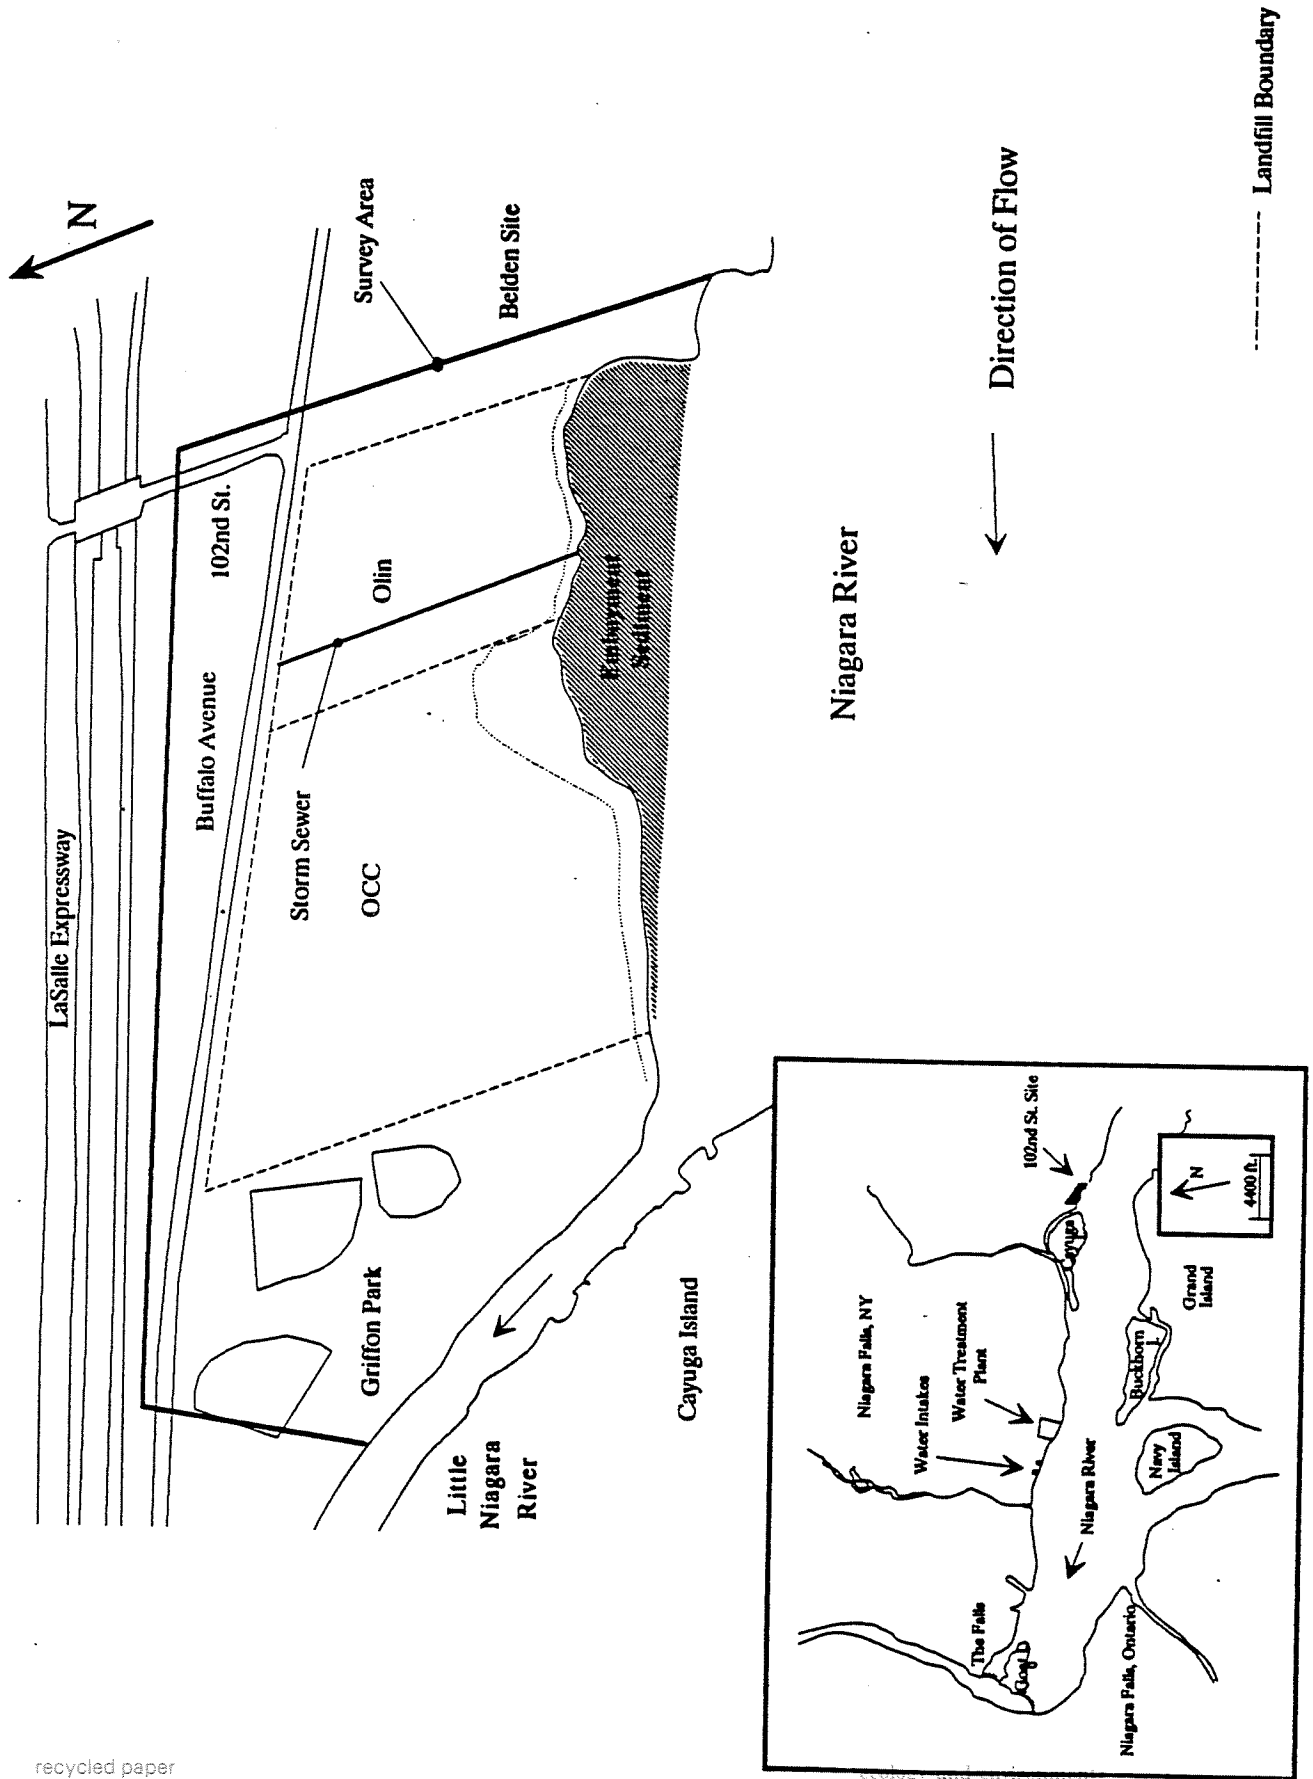 LaSalle Expressway
N
Buffalo Avenue
102nd St.
Survey Area
Belden Site
Storm Sewer
Olin
OCC
Griffon Park
Embayment
Sediment
Little
Niagara
River
Cayuga Island
Niagara River
Direction of Flow
Landfill Boundary
Niagara Falls, NY
102nd St. Site
Water Intakes
Water Treatment
Plant
The Falls
Goat
Niagara River
Navy
Island
Buckhorn
Grand
Island
Niagara Falls, Ontario
N
4400 ft.
recycled paper
ecology and environment